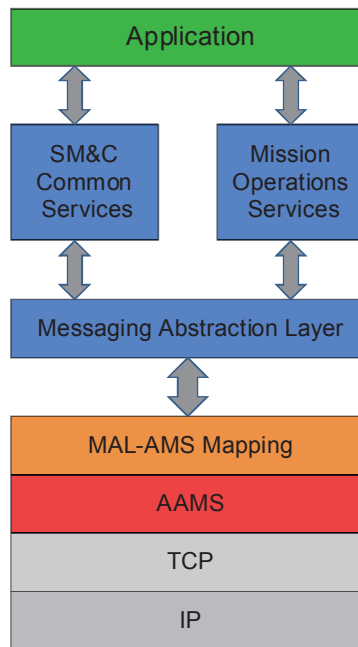 Application
SM&C
Common
Services
Mission
Operations
Services
Messaging Abstraction Layer
MAL-AMS Mapping
AAMS
TCP
IP